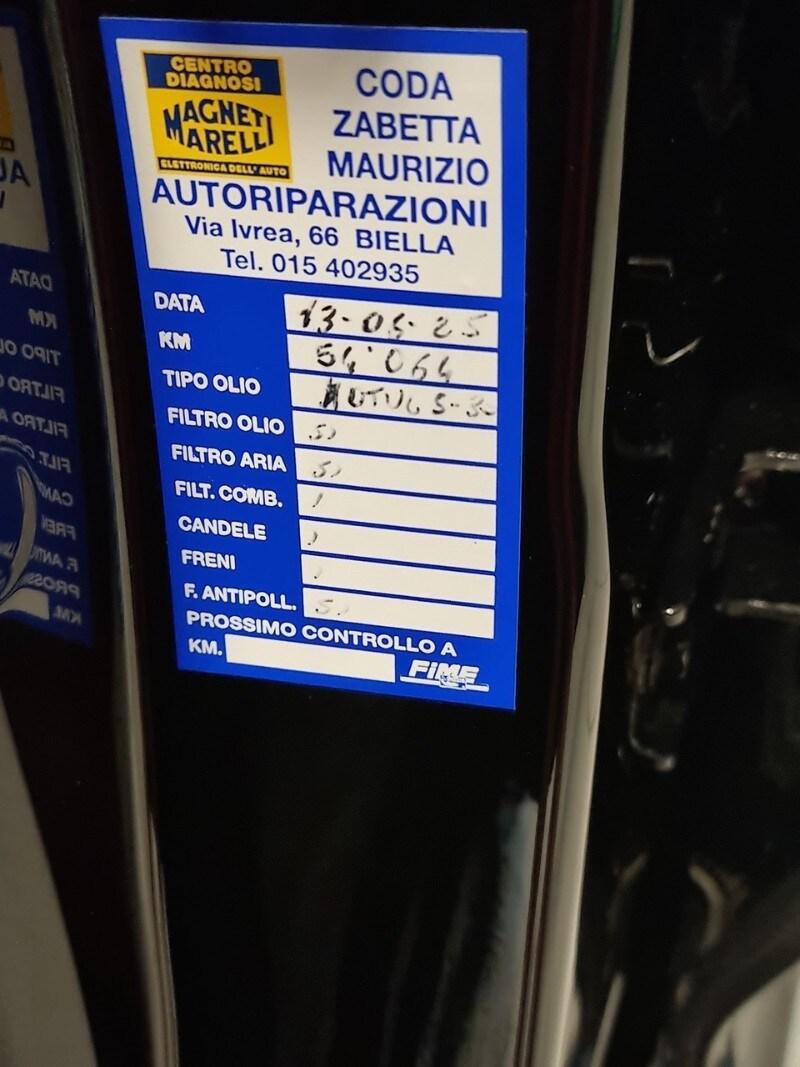 CENTRO
DIAGNOSI
MAGNETI
MARELLI
ELETTRONICA DELL'AUTO
CODA
ZABETTA
MAURIZIO
AUTORIPARAZIONI
Via Ivrea, 66 BIELLA
Tel. 015 402935
DATA 13-05-25
KM 54'064
TIPO OLIO
FILTRO OLIO SI
FILTRO ARIA SI
FILT. COMB. /
CANDELE /
FRENI /
F. ANTIPOLL. SI
PROSSIMO CONTROLLO A
KM. FIME